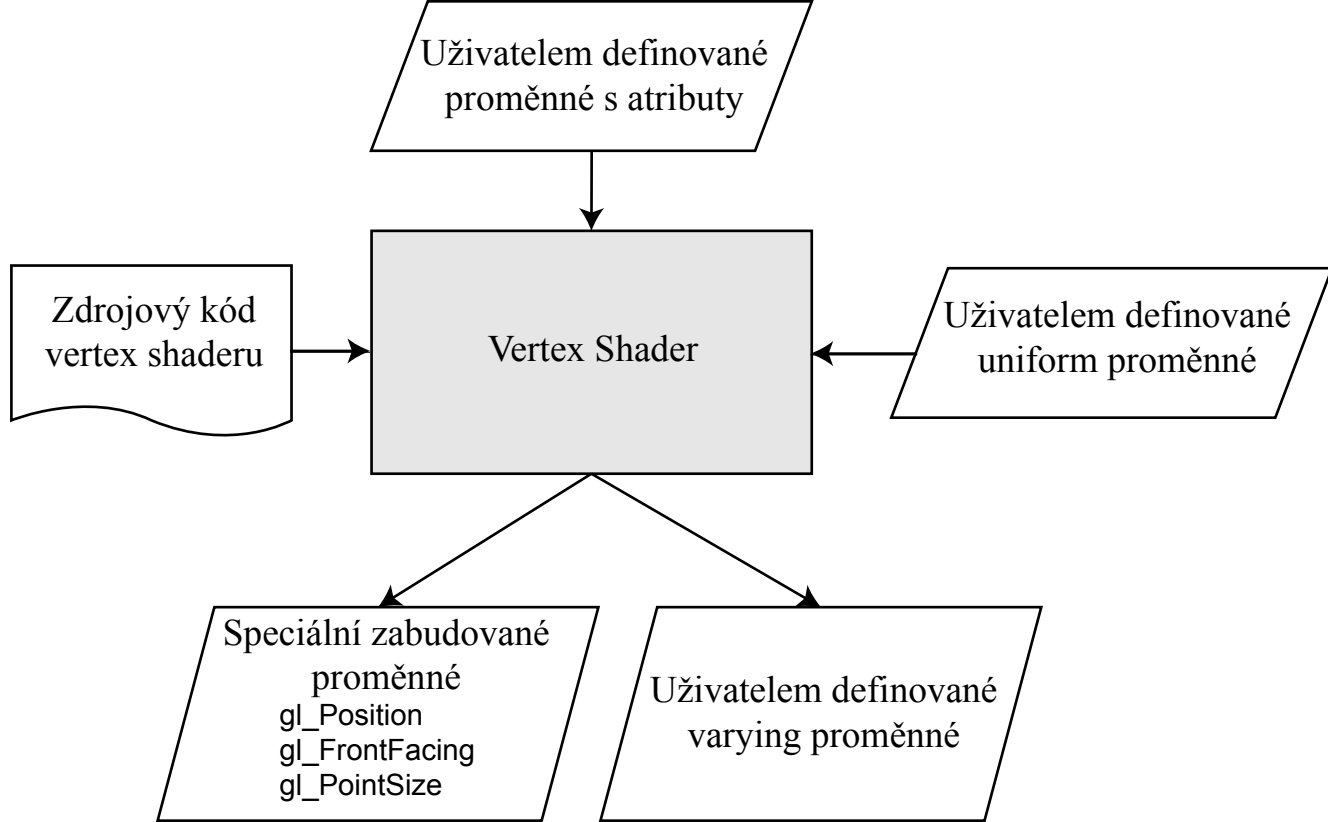 Uživatelem definované
proměnné s atributy
Zdrojový kód
vertex shaderu
Vertex Shader
Uživatelem definované
uniform proměnné
Speciální zabudované
proměnné
gl_Position
gl_FrontFacing
gl_PointSize
Uživatelem definované
varying proměnné